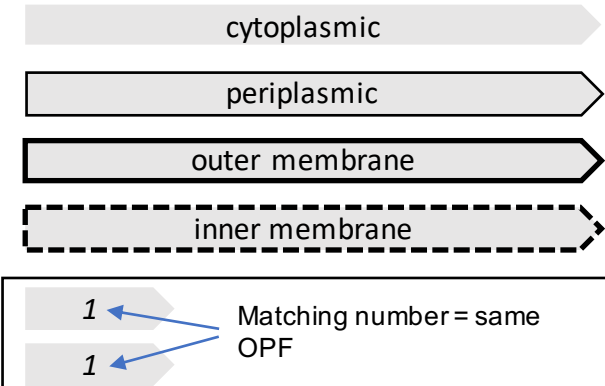 cytoplasmic
periplasmic
outer membrane
inner membrane
1
Matching number = same
OPF
1